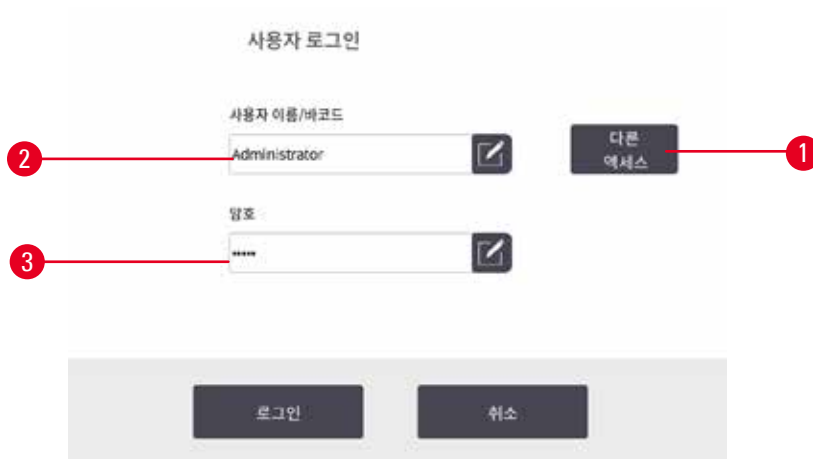 사용자 로그인
사용자 이름/바코드
2
Administrator
다른
액세스
1
암호
3
•••••
로그인
취소